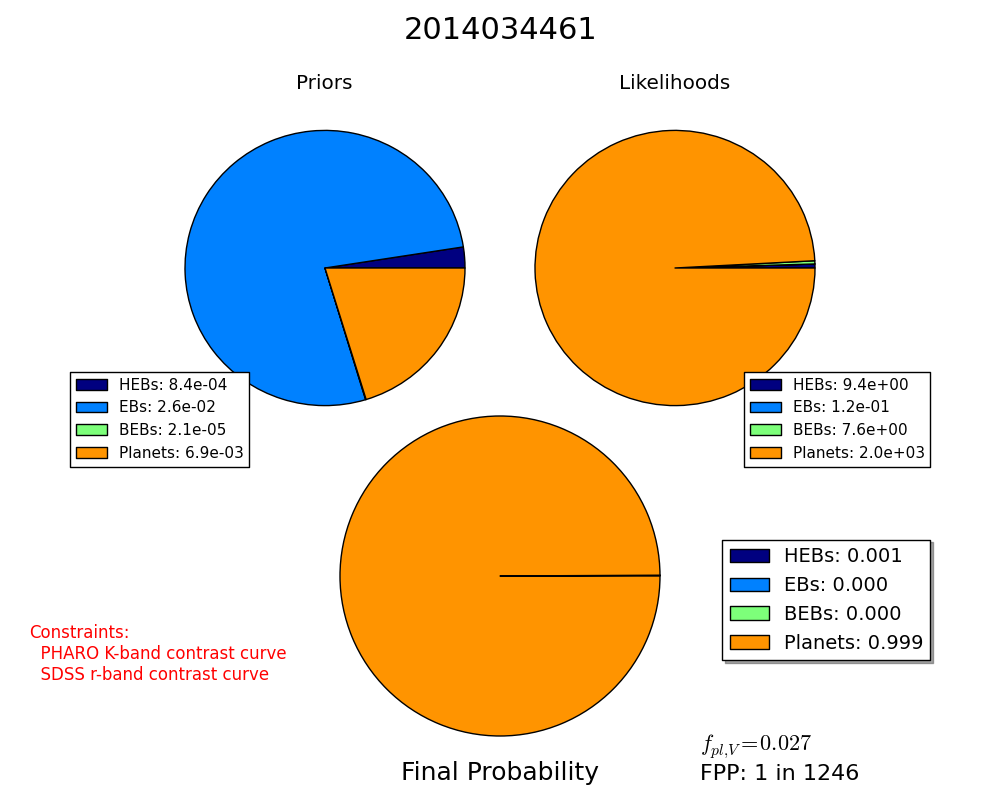 2014034461
Priors
Likelihoods
HEBs: 8.4e-04
EBs: 2.6e-02
BEBs: 2.1e-05
Planets: 6.9e-03
HEBs: 9.4e+00
EBs: 1.2e-01
BEBs: 7.6e+00
Planets: 2.0e+03
HEBs: 0.001
EBs: 0.000
BEBs: 0.000
Planets: 0.999
Constraints:
PHARO K-band contrast curve
SDSS r-band contrast curve
f_{pl,V}=0.027
FPP: 1 in 1246
Final Probability